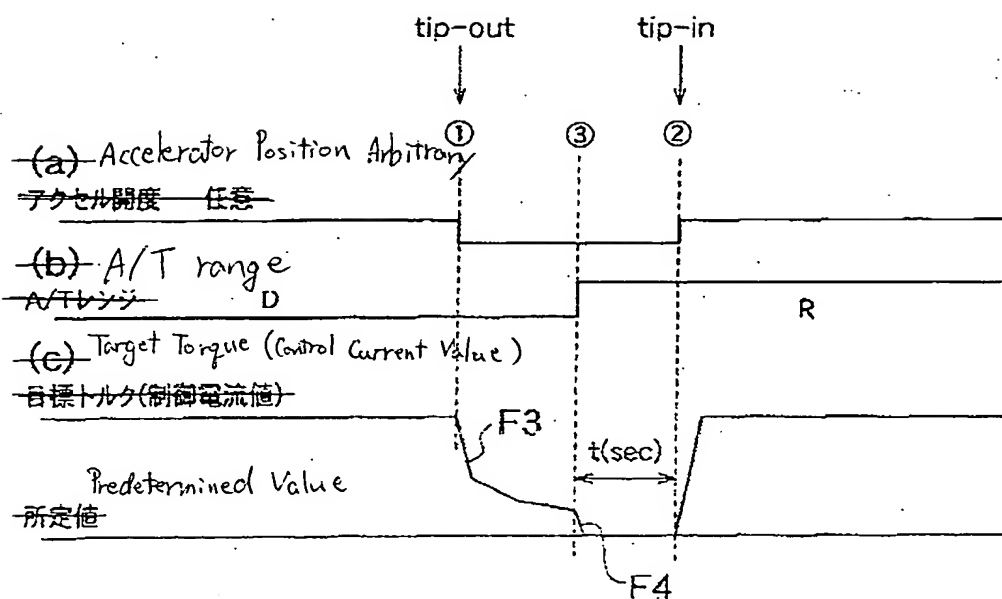 tip-out tip-in
① ③ ②
(a) Accelerator Position Arbitrary
アクセル開度 任意
(b) A/T range
A/Tレンジ D R
(c) Target Torque (Control Current Value)
目標トルク(制御電流値)
F3
t(sec)
Predetermined Value
所定値
F4